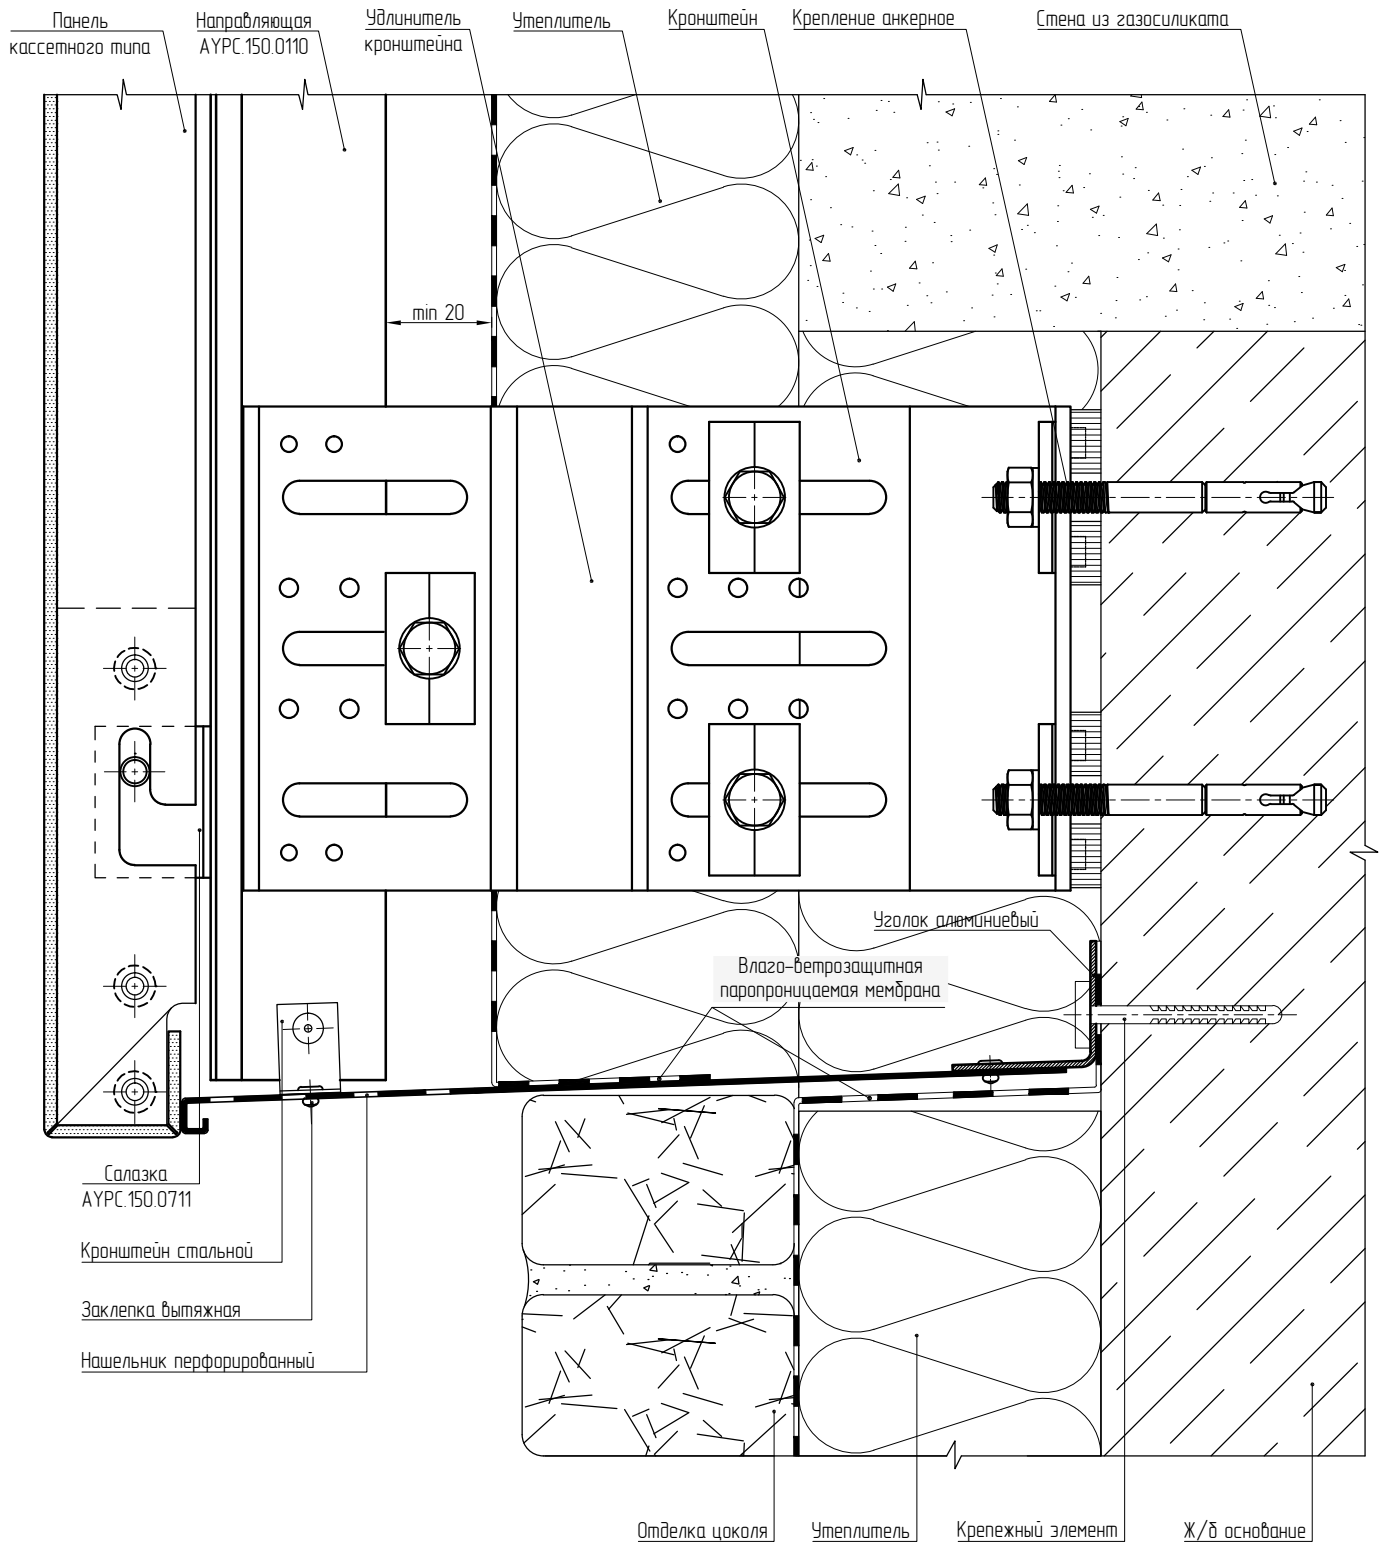 Панель
кассетного типа
Направляющая
AYPC.150.0110
Удлинитель
кронштейна
Утеплитель
Кронштейн
Крепление анкерное
Стена из газосиликата
min 20
Уголок алюминиевый
Влаго-ветрозащитная
паропроницаемая мембрана
Салазка
AYPC.150.0711
Кронштейн стальной
Заклепка вытяжная
Нащельник перфорированный
Отделка цоколя
Утеплитель
Крепежный элемент
Ж/б основание